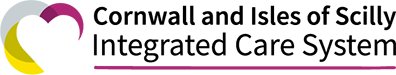 Cornwall and Isles of Scilly
Integrated Care System